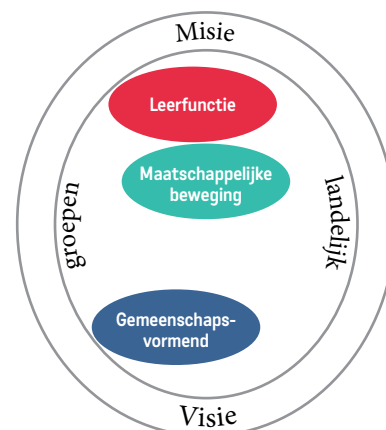 Misie
Leerfunctie
Maatschappelijke
beweging
groepen
landelijk
Gemeenschaps-
vormend
Visie